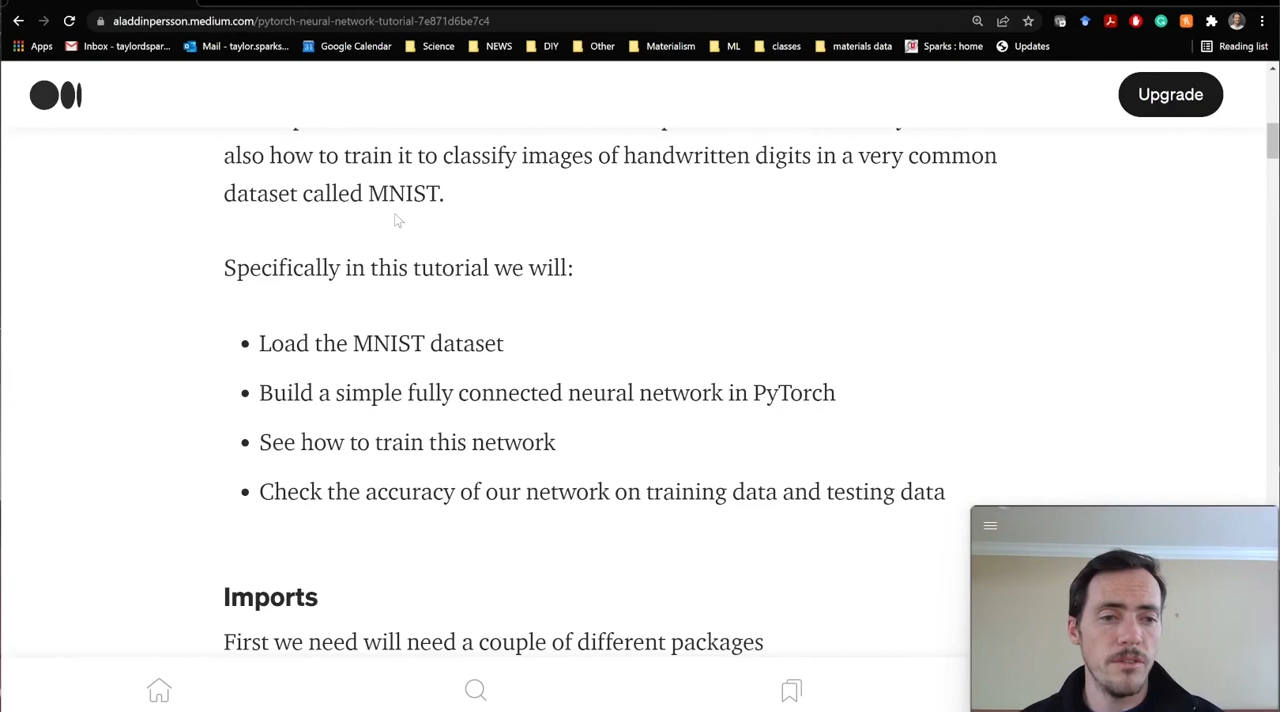 aladdinpersson.medium.com/pytorch-neural-network-tutorial-7e871d6be7c4
Apps Inbox - taylordspar... Mail - taylor.sparks... Google Calendar Science NEWS DIY Other Materialism ML classes materials data Sparks : home Updates Reading list
Upgrade
also how to train it to classify images of handwritten digits in a very common
dataset called MNIST.
Specifically in this tutorial we will:
• Load the MNIST dataset
• Build a simple fully connected neural network in PyTorch
• See how to train this network
• Check the accuracy of our network on training data and testing data
Imports
First we need will need a couple of different packages